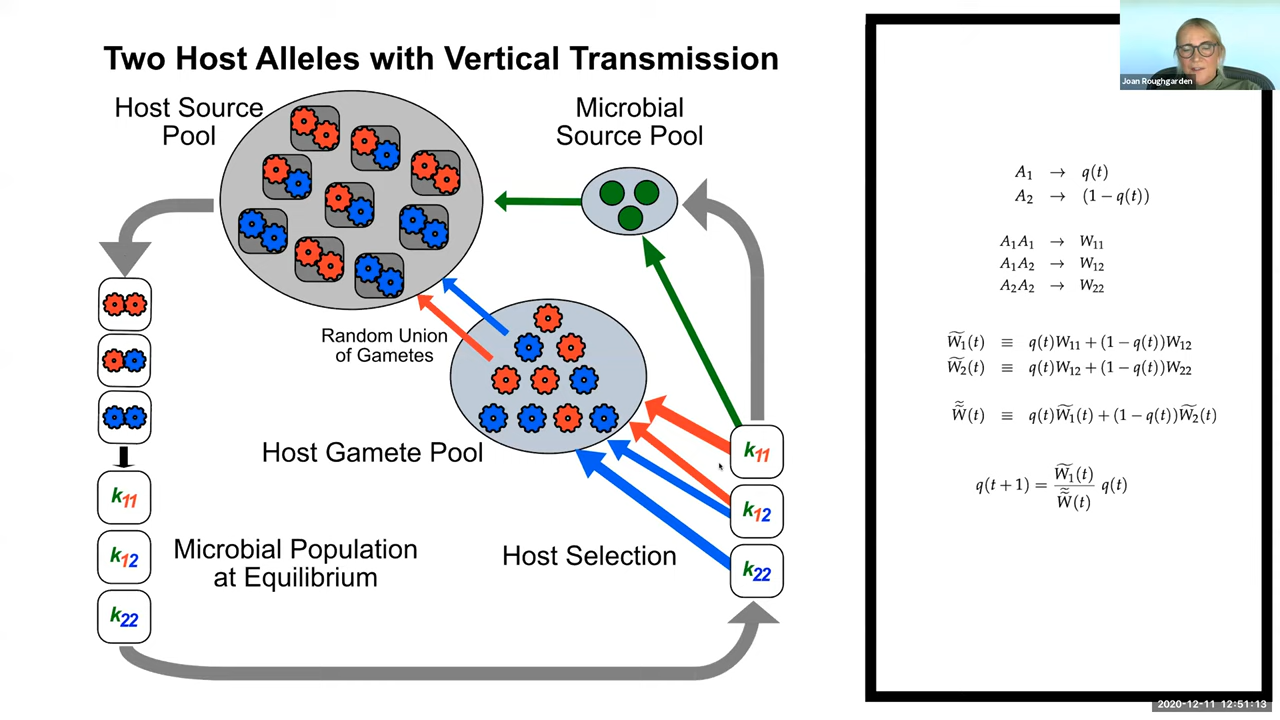 Two Host Alleles with Vertical Transmission
Host Source
Pool
Microbial
Source Pool
Random Union
of Gametes
Host Gamete Pool
k11
k12
k22
Microbial Population
at Equilibrium
Host Selection
k11
k12
k22
Joan Roughgarden
A₁ → q(t)
A₂ → (1 − q(t))
A₁A₁ → W₁₁
A₁A₂ → W₁₂
A₂A₂ → W₂₂
W̃₁(t) ≡ q(t)W₁₁ + (1 − q(t))W₁₂
W̃₂(t) ≡ q(t)W₁₂ + (1 − q(t))W₂₂
W̃̃(t) ≡ q(t)W̃₁(t) + (1 − q(t))W̃₂(t)
q(t + 1) = W̃₁(t) / W̃̃(t) q(t)
2020-12-11 12:51:13